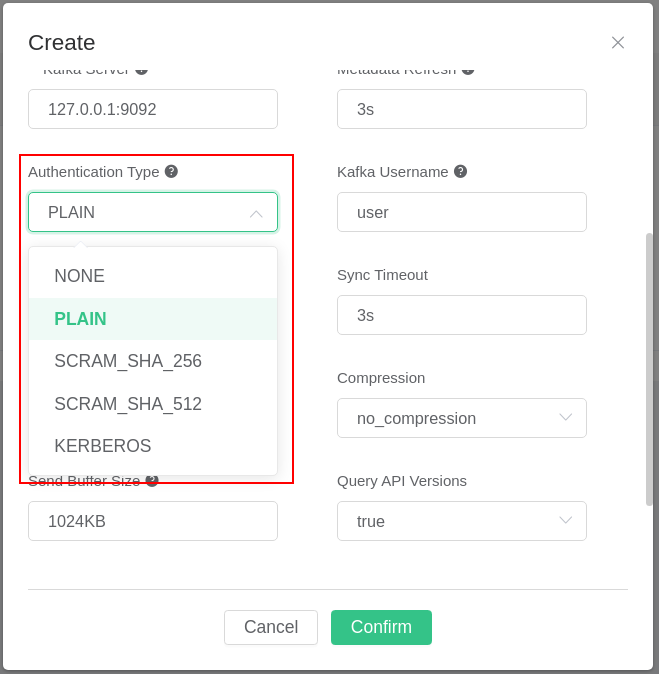 Create
Kafka Server
Metadata Refresh
127.0.0.1:9092
3s
Authentication Type
Kafka Username
PLAIN
user
NONE
PLAIN
SCRAM_SHA_256
SCRAM_SHA_512
KERBEROS
Sync Timeout
3s
Compression
no_compression
Send Buffer Size
Query API Versions
1024KB
true
Cancel
Confirm